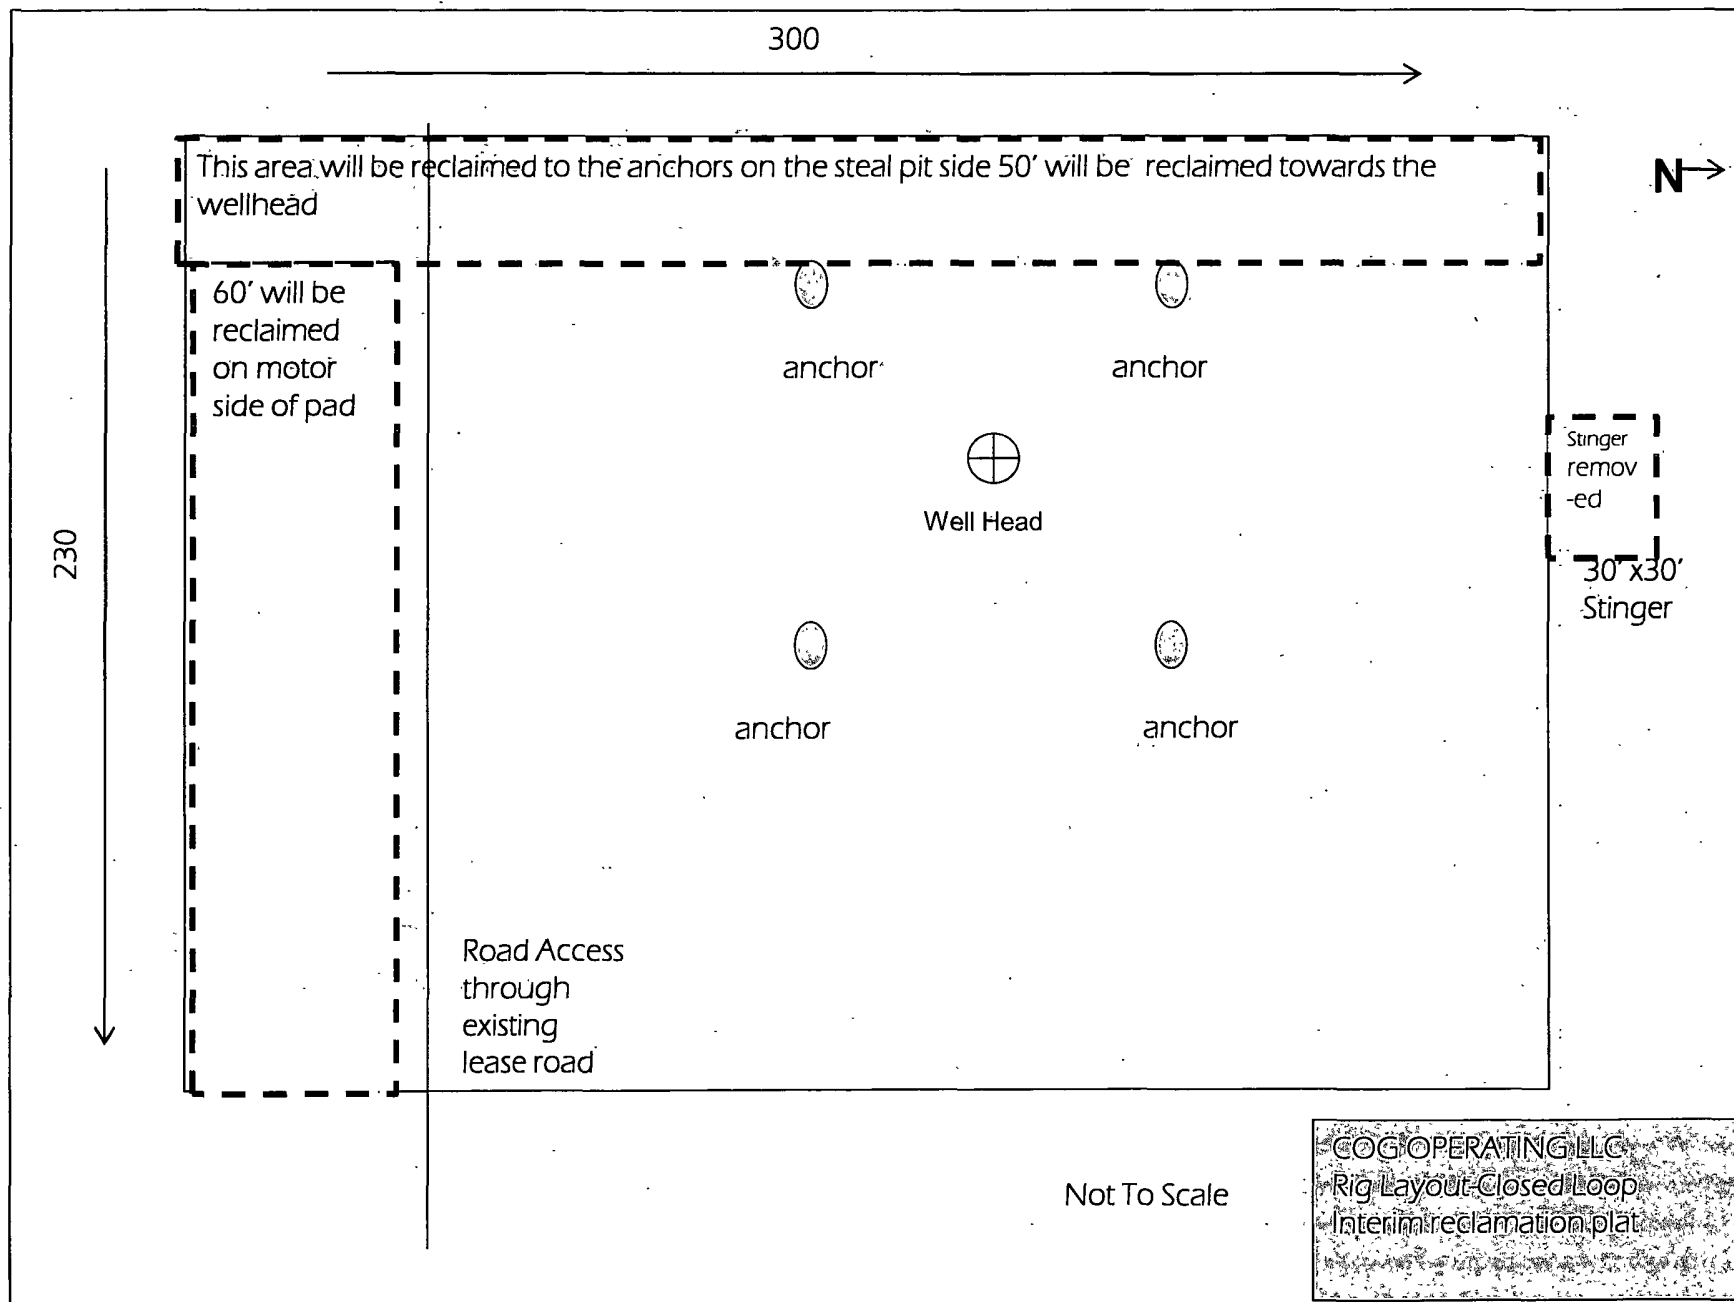 300
This area will be reclaimed to the anchors on the steal pit side 50' will be reclaimed towards the
wellhead
N
60' will be
reclaimed
on motor
side of pad
anchor
anchor
Stinger
remov
-ed
Well Head
230
30'x30'
Stinger
anchor
anchor
Road Access
through
existing
lease road
Not To Scale
COG OPERATING LLC
Rig Layout-Closed Loop
Interim reclamation plat